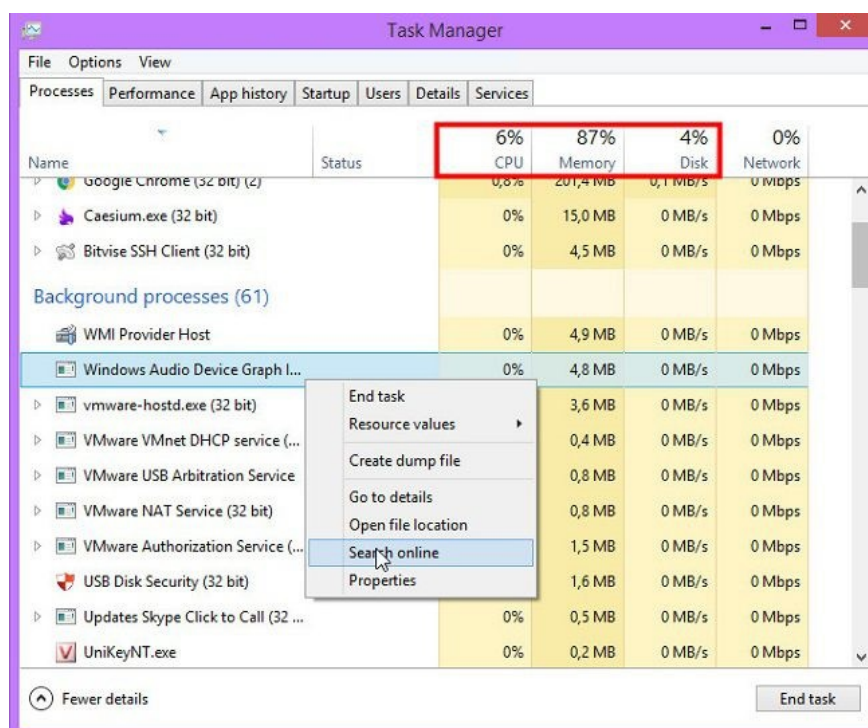 Task Manager
File Options View
Processes Performance App history Startup Users Details Services
6% 87% 4% 0%
Name Status CPU Memory Disk Network
Google Chrome (32 bit) (2) 0,8% 201,4 MB 0,1 MB/s 0 Mbps
Caesium.exe (32 bit) 0% 15,0 MB 0 MB/s 0 Mbps
Bitvise SSH Client (32 bit) 0% 4,5 MB 0 MB/s 0 Mbps
Background processes (61)
WMI Provider Host 0% 4,9 MB 0 MB/s 0 Mbps
Windows Audio Device Graph I... 0% 4,8 MB 0 MB/s 0 Mbps
vmware-hostd.exe (32 bit) 3,6 MB 0 MB/s 0 Mbps
VMware VMnet DHCP service (... 0,4 MB 0 MB/s 0 Mbps
VMware USB Arbitration Service 0,8 MB 0 MB/s 0 Mbps
VMware NAT Service (32 bit) 0,8 MB 0 MB/s 0 Mbps
VMware Authorization Service (... 1,5 MB 0 MB/s 0 Mbps
USB Disk Security (32 bit) 1,6 MB 0 MB/s 0 Mbps
Updates Skype Click to Call (32 ... 0% 0,5 MB 0 MB/s 0 Mbps
UniKeyNT.exe 0% 0,2 MB 0 MB/s 0 Mbps
End task
Resource values
Create dump file
Go to details
Open file location
Search online
Properties
Fewer details End task